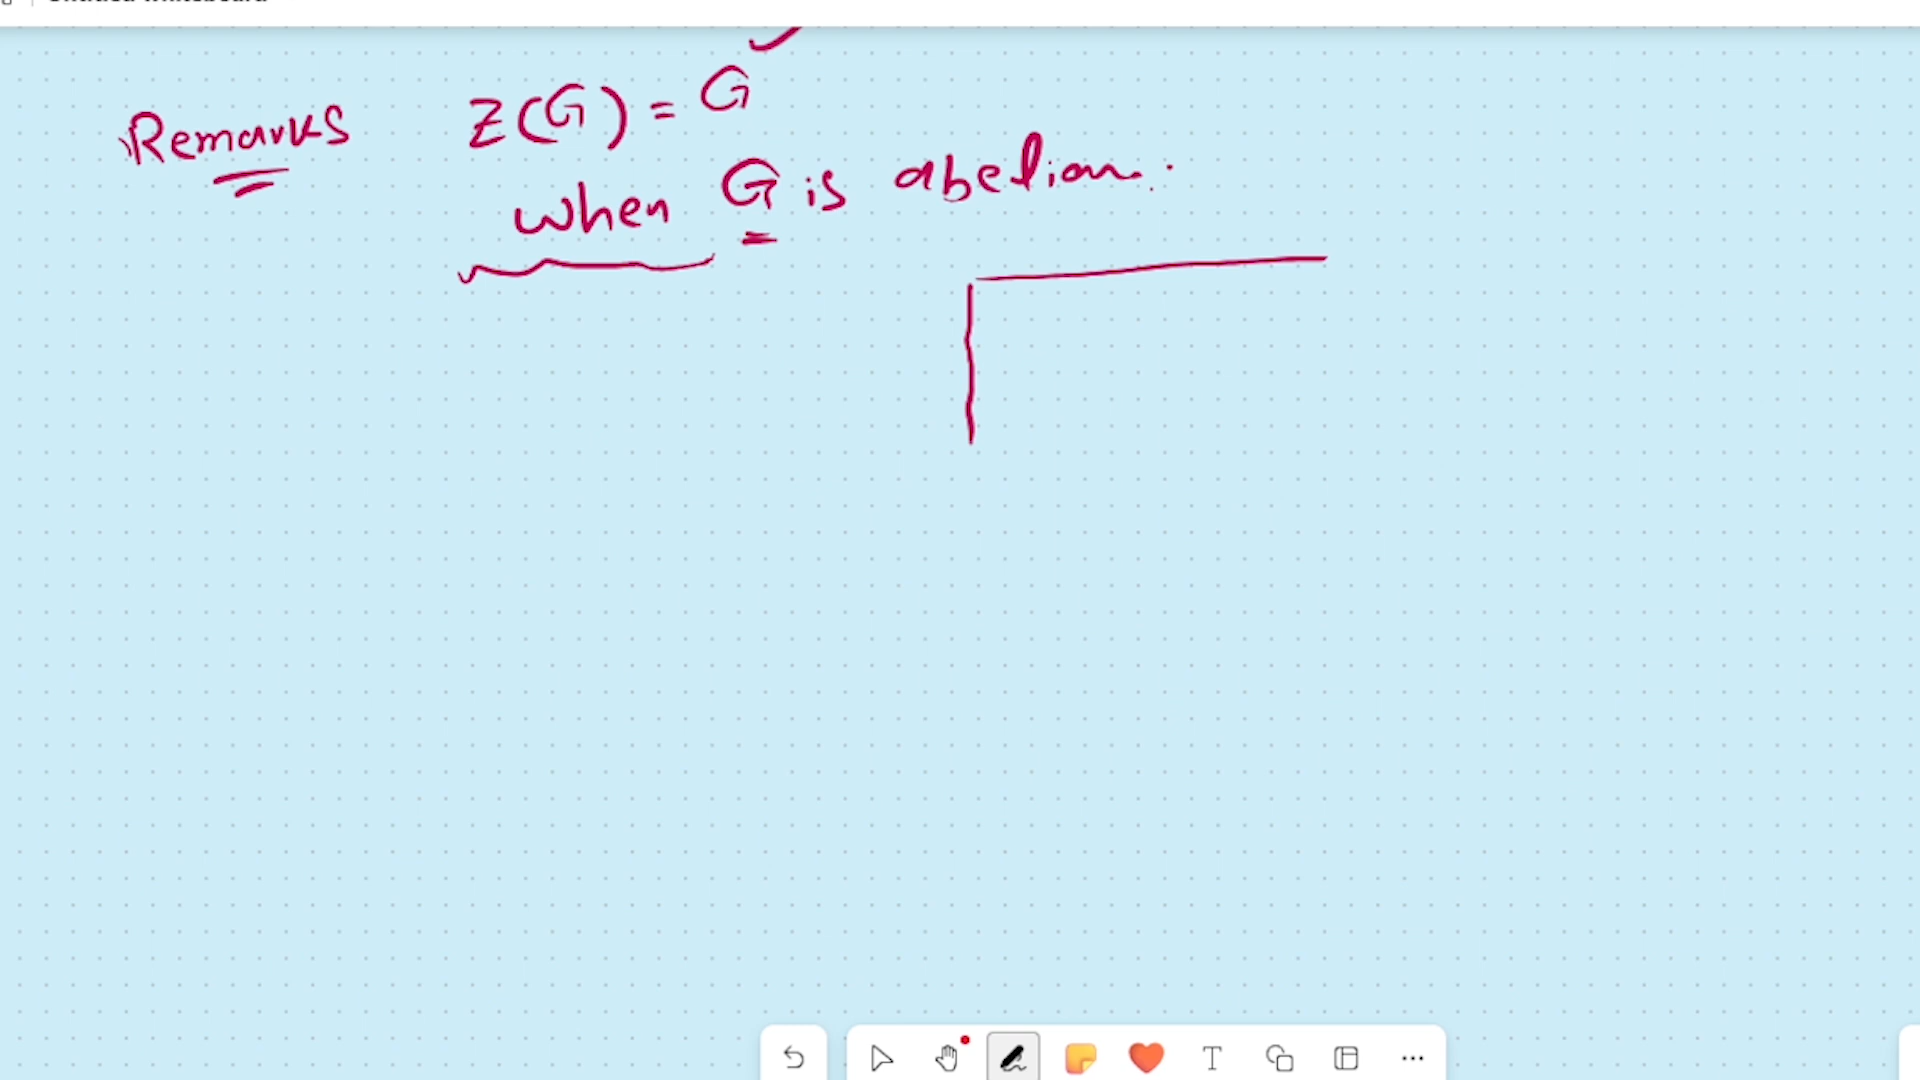 Remarks Z(G) = G
when G is abelian.